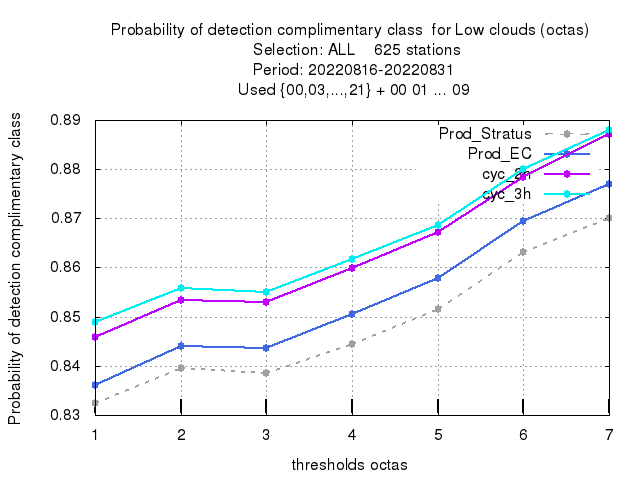 Probability of detection complimentary class  for Low clouds (octas)
Selection: ALL    625 stations
Period: 20220816-20220831
Used {00,03,...,21} + 00 01 ... 09
Probability of detection complimentary class
0.89
0.88
0.87
0.86
0.85
0.84
0.83
Prod_Stratus
Prod_EC
cyc_2h
cyc_3h
1 2 3 4 5 6 7
thresholds octas